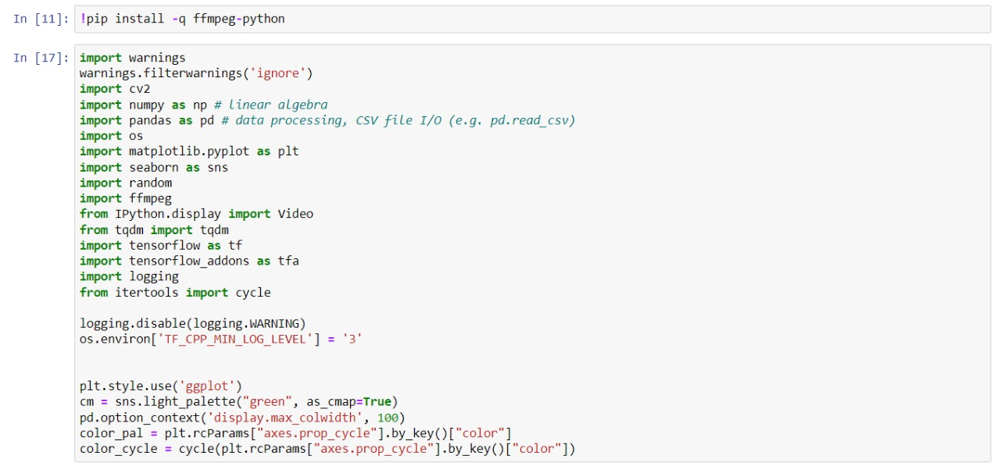 In [11]: !pip install -q ffmpeg-python
In [17]: import warnings
warnings.filterwarnings('ignore')
import cv2
import numpy as np # linear algebra
import pandas as pd # data processing, CSV file I/O (e.g. pd.read_csv)
import os
import matplotlib.pyplot as plt
import seaborn as sns
import random
import ffmpeg
from IPython.display import Video
from tqdm import tqdm
import tensorflow as tf
import tensorflow_addons as tfa
import logging
from itertools import cycle
logging.disable(logging.WARNING)
os.environ['TF_CPP_MIN_LOG_LEVEL'] = '3'
plt.style.use('ggplot')
cm = sns.light_palette("green", as_cmap=True)
pd.option_context('display.max_colwidth', 100)
color_pal = plt.rcParams["axes.prop_cycle"].by_key()["color"]
color_cycle = cycle(plt.rcParams["axes.prop_cycle"].by_key()["color"])